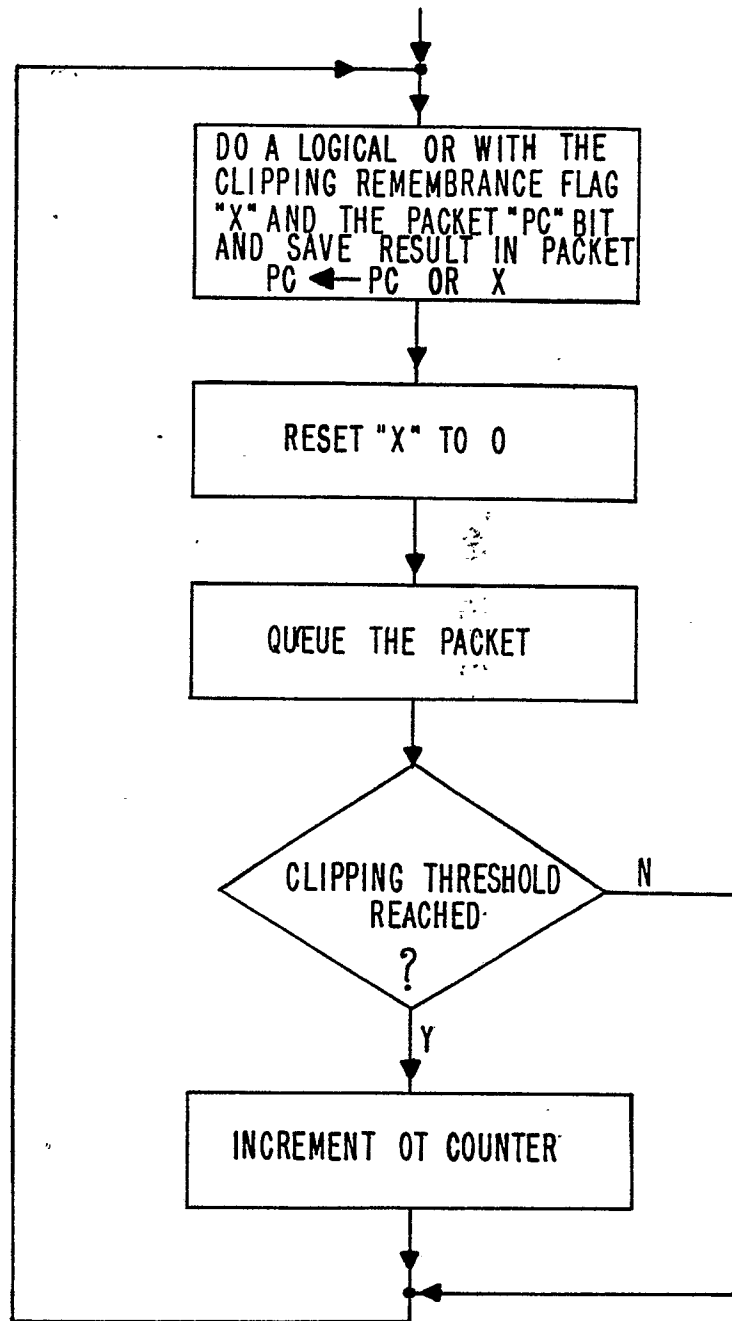 DO A LOGICAL OR WITH THE
CLIPPING REMEMBRANCE FLAG
"X" AND THE PACKET "PC" BIT
AND SAVE RESULT IN PACKET
PC ← PC OR X
RESET "X" TO 0
QUEUE THE PACKET
CLIPPING THRESHOLD
REACHED
?
N
Y
INCREMENT OT COUNTER